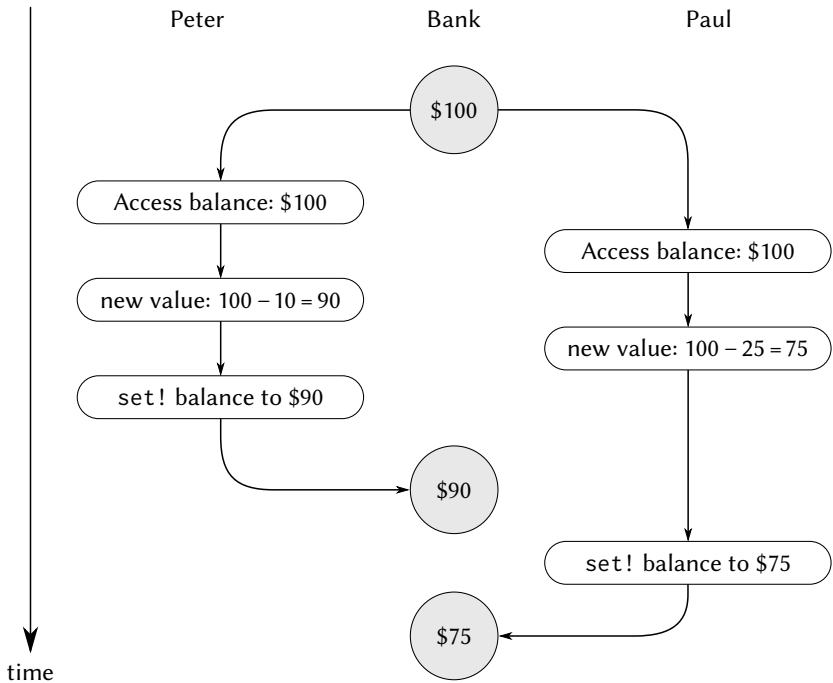 Peter Bank Paul
$100
Access balance: $100
Access balance: $100
new value: 100 – 10 = 90
new value: 100 – 25 = 75
set! balance to $90
$90
set! balance to $75
$75
time